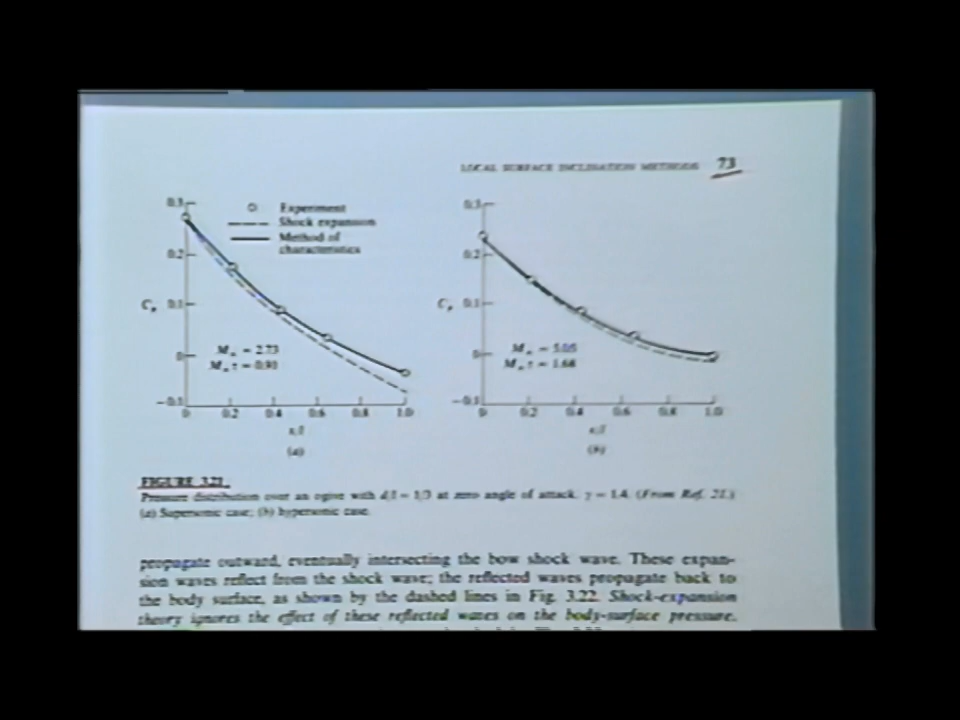 LOCAL SURFACE INCLINATION METHODS 73
0.3
Experiment
Shock expansion
Method of
characteristics
0.2
Cp 0.1
0
M∞ = 2.73
M∞τ = 0.91
−0.1
0 0.2 0.4 0.6 0.8 1.0
x/l
(a)
0.3
0.2
Cp 0.1
0
M∞ = 5.05
M∞τ = 1.68
−0.1
0 0.2 0.4 0.6 0.8 1.0
x/l
(b)
FIGURE 3.21
Pressure distribution over an ogive with d/l = 1/3 at zero angle of attack. γ = 1.4. (From Ref. 21.)
(a) Supersonic case; (b) hypersonic case.
propagate outward, eventually intersecting the bow shock wave. These expan-
sion waves reflect from the shock wave; the reflected waves propagate back to
the body surface, as shown by the dashed lines in Fig. 3.22. Shock-expansion
theory ignores the effect of these reflected waves on the body-surface pressure.